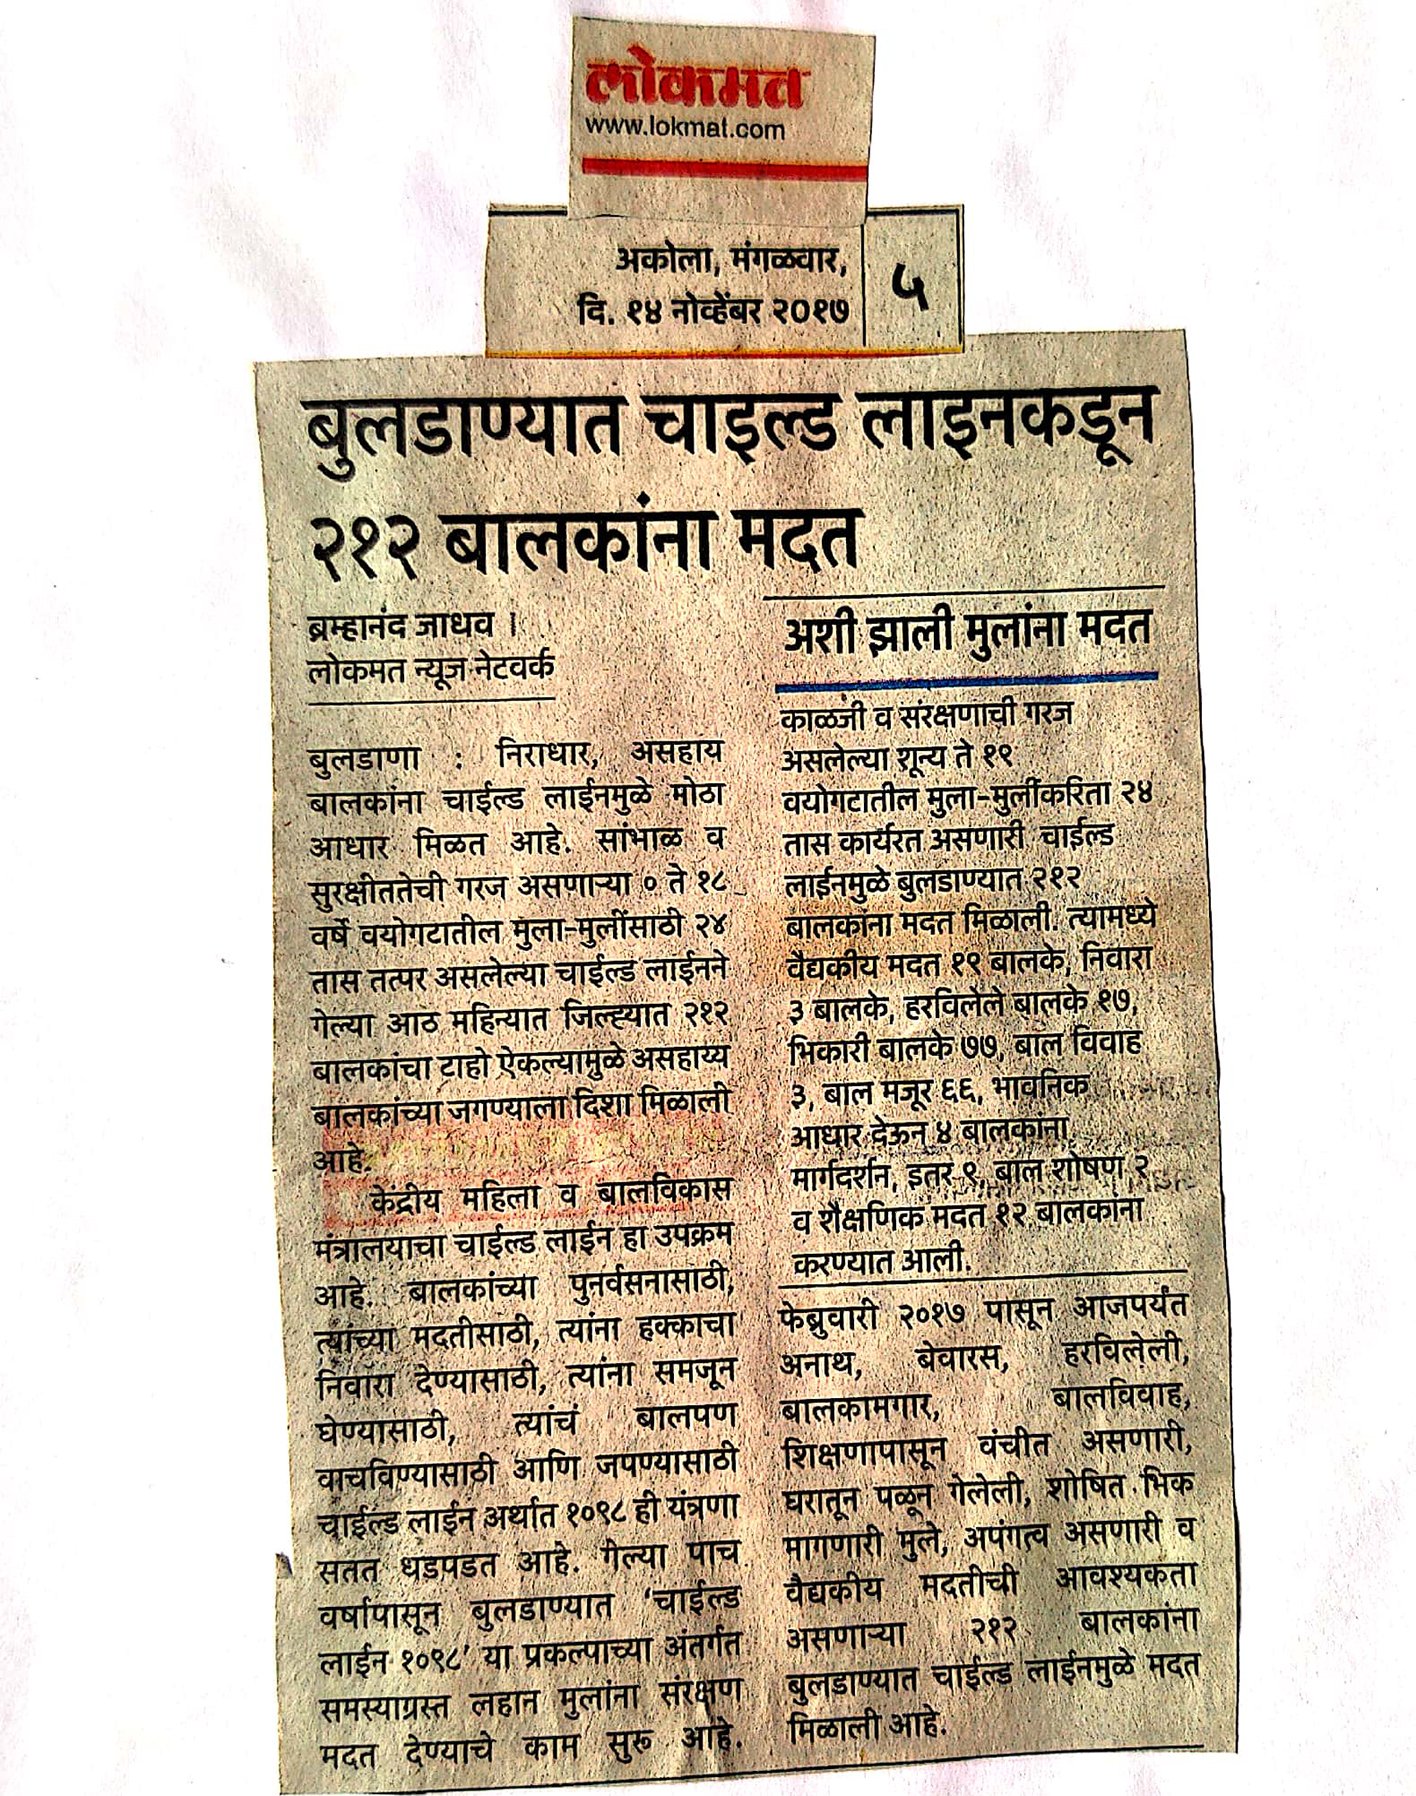 लोकमत
www.lokmat.com
अकोला, मंगळवार,
दि. १४ नोव्हेंबर २०१७
५
बुलडाण्यात चाइल्ड लाइनकडून
२१२ बालकांना मदत
ब्रम्हानंद जाधव ।
लोकमत न्यूज नेटवर्क
बुलडाणा : निराधार, असहाय
बालकांना चाईल्ड लाईनमुळे मोठा
आधार मिळत आहे. सांभाळ व
सुरक्षीततेची गरज असणाऱ्या ० ते १८
वर्षे वयोगटातील मुला-मुलींसाठी २४
तास तत्पर असलेल्या चाईल्ड लाईनने
गेल्या आठ महिन्यात जिल्ह्यात २१२
बालकांचा टाहो ऐकल्यामुळे असहाय्य
बालकांच्या जगण्याला दिशा मिळाली
आहे.
केंद्रीय महिला व बालविकास
मंत्रालयाचा चाईल्ड लाईन हा उपक्रम
आहे. बालकांच्या पुनर्वसनासाठी,
त्यांच्या मदतीसाठी, त्यांना हक्काचा
निवारा देण्यासाठी, त्यांना समजून
घेण्यासाठी, त्यांचं बालपण
वाचविण्यासाठी आणि जपण्यासाठी
चाईल्ड लाईन अर्थात १०९८ ही यंत्रणा
सतत धडपडत आहे. गेल्या पाच
वर्षापासून बुलडाण्यात ‘चाईल्ड
लाईन १०९८’ या प्रकल्पाच्या अंतर्गत
समस्याग्रस्त लहान मुलांना संरक्षण
मदत देण्याचे काम सुरू आहे.
अशी झाली मुलांना मदत
काळजी व संरक्षणाची गरज
असलेल्या शून्य ते १९
वयोगटातील मुला-मुलींकरिता २४
तास कार्यरत असणारी चाईल्ड
लाईनमुळे बुलडाण्यात २१२
बालकांना मदत मिळाली. त्यामध्ये
वैद्यकीय मदत १९ बालके, निवारा
३ बालके, हरविलेले बालके १७,
भिकारी बालके ७७, बाल विवाह
३, बाल मजूर ६६, भावनिक
आधार देऊन ४ बालकांना
मार्गदर्शन, इतर ९, बाल शोषण २
व शैक्षणिक मदत १२ बालकांना
करण्यात आली.
फेब्रुवारी २०१७ पासून आजपर्यंत
अनाथ, बेवारस, हरविलेली,
बालकामगार, बालविवाह,
शिक्षणापासून वंचीत असणारी,
घरातून पळून गेलेली, शोषित भिक
मागणारी मुले, अपंगत्व असणारी व
वैद्यकीय मदतीची आवश्यकता
असणाऱ्या २१२ बालकांना
बुलडाण्यात चाईल्ड लाईनमुळे मदत
मिळाली आहे.